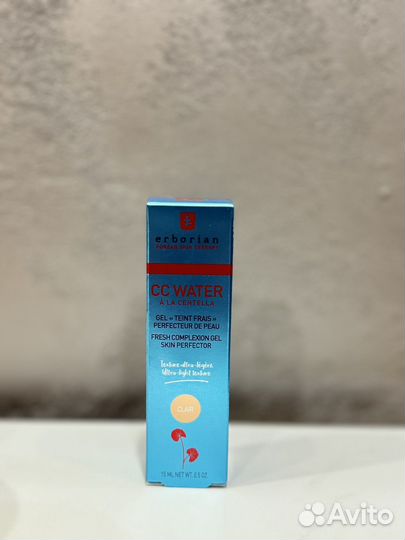 erborian
KOREAN SKIN THERAPY
CC WATER
À LA CENTELLA
GEL « TEINT FRAIS »
PERFECTEUR DE PEAU
FRESH COMPLEXION GEL
SKIN PERFECTOR
Texture ultra-légère
Ultra-light texture
CLAIR
15 ML NET WT. 0.5 OZ.
Avito